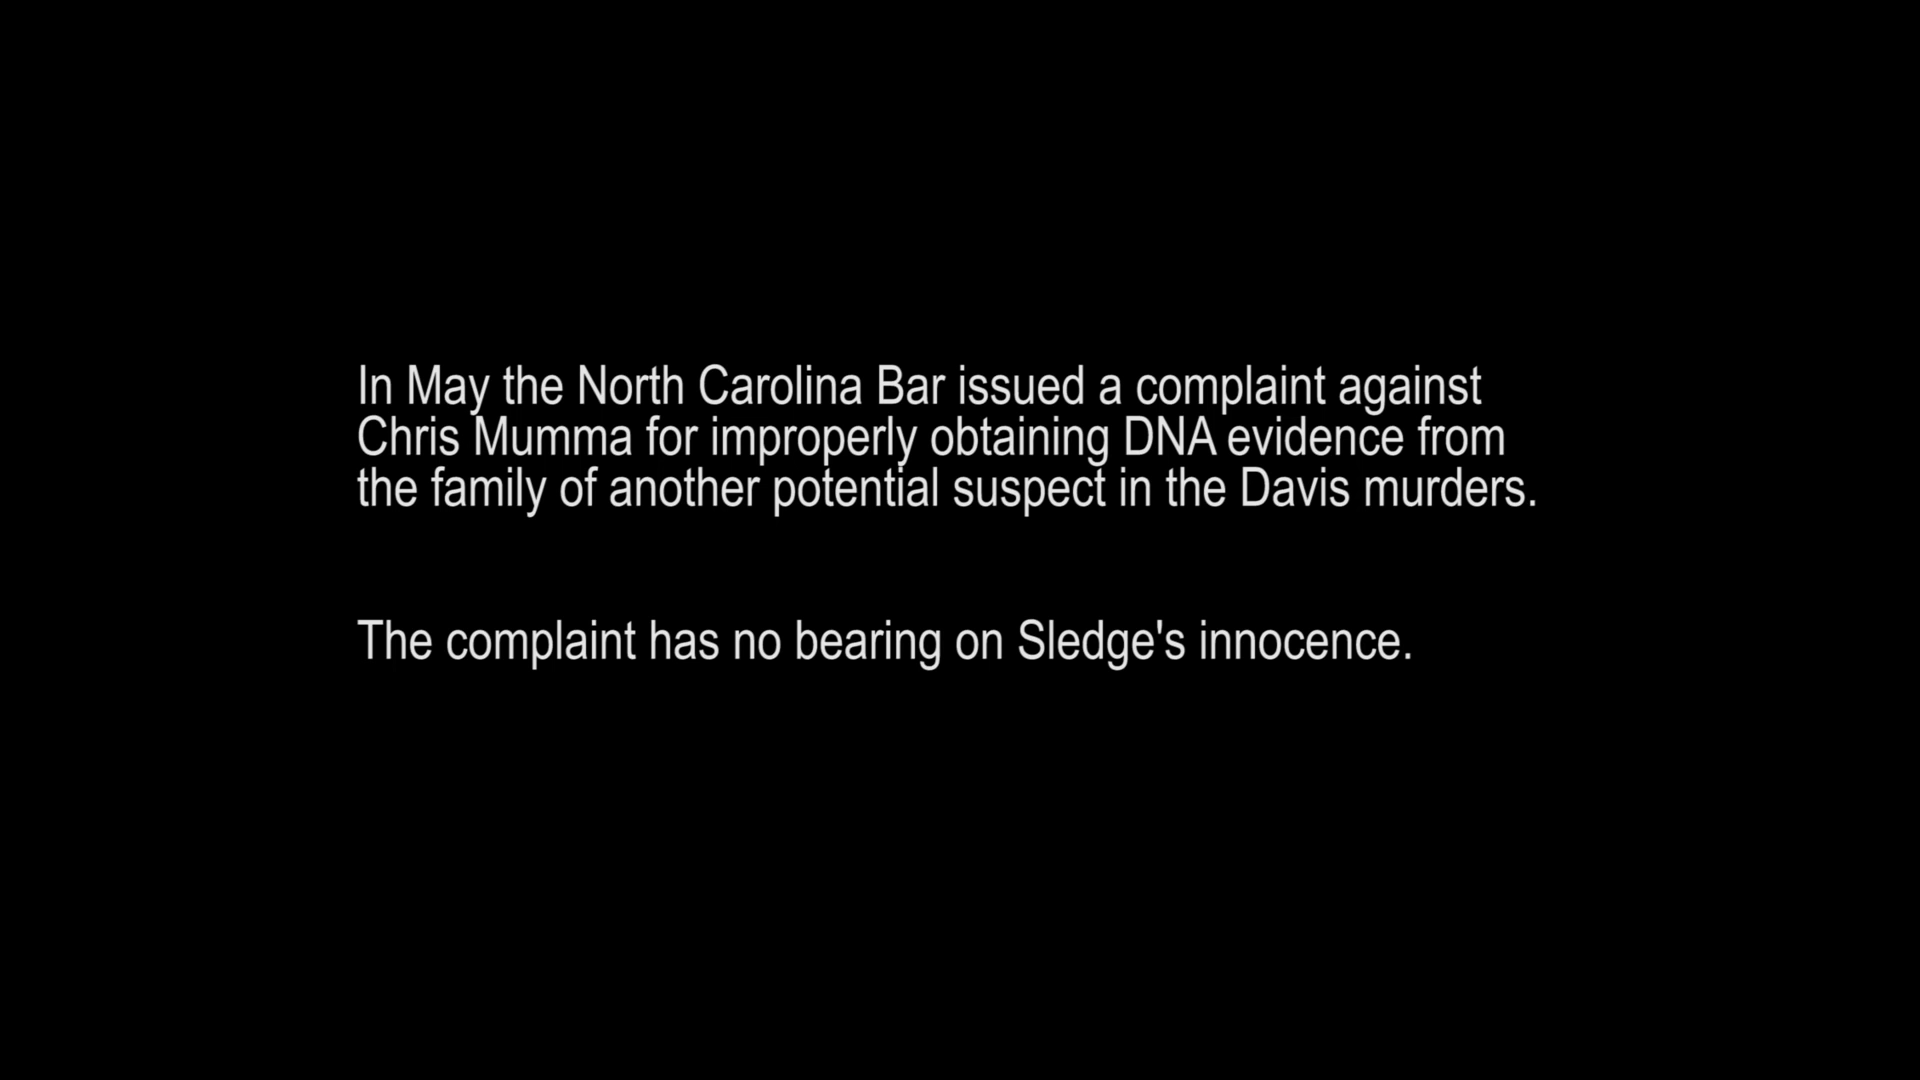 In May the North Carolina Bar issued a complaint against
Chris Mumma for improperly obtaining DNA evidence from
the family of another potential suspect in the Davis murders.
The complaint has no bearing on Sledge's innocence.